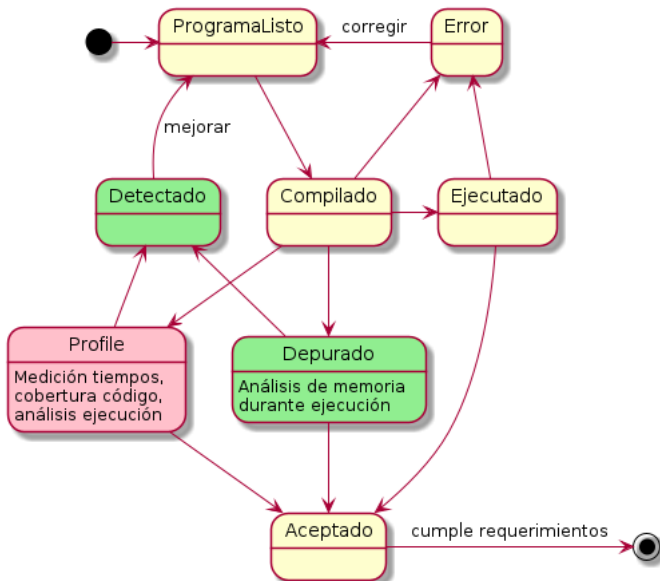 ProgramaListo
corregir
Error
mejorar
Detectado
Compilado
Ejecutado
Profile
Medición tiempos,
cobertura código,
análisis ejecución
Depurado
Análisis de memoria
durante ejecución
Aceptado
cumple requerimientos